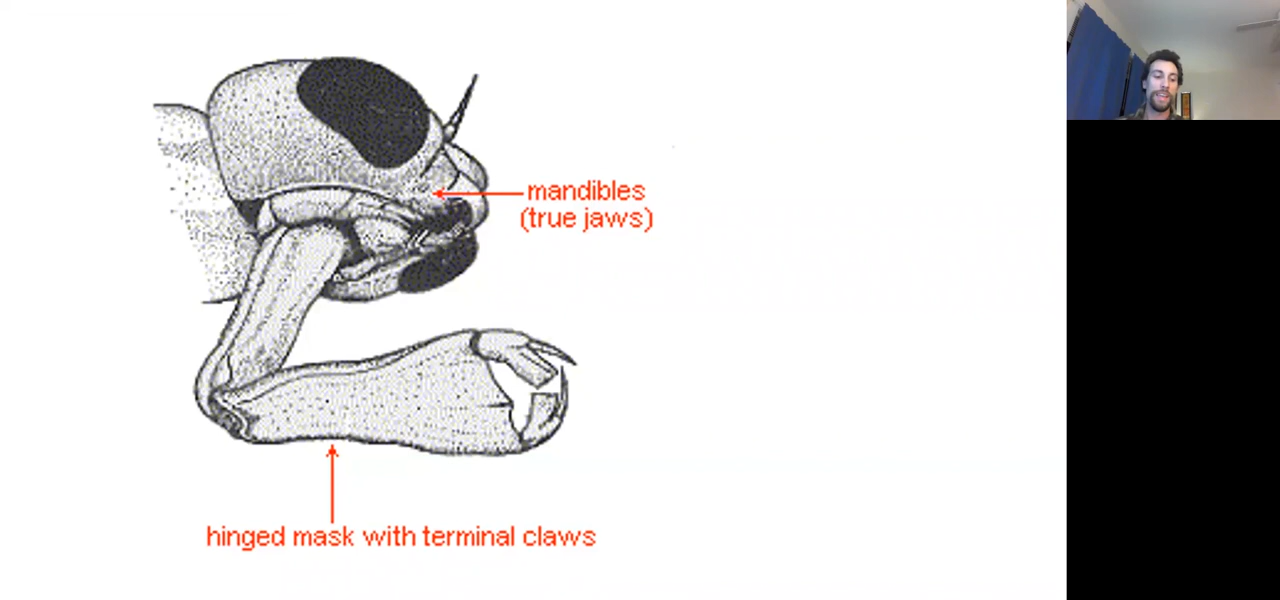 mandibles
(true jaws)
hinged mask with terminal claws